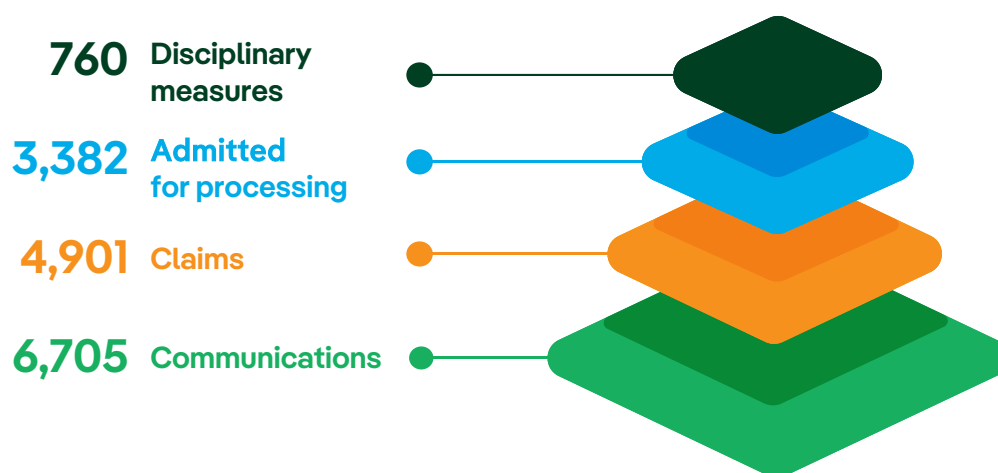 760 Disciplinary
measures
3,382 Admitted
for processing
4,901 Claims
6,705 Communications